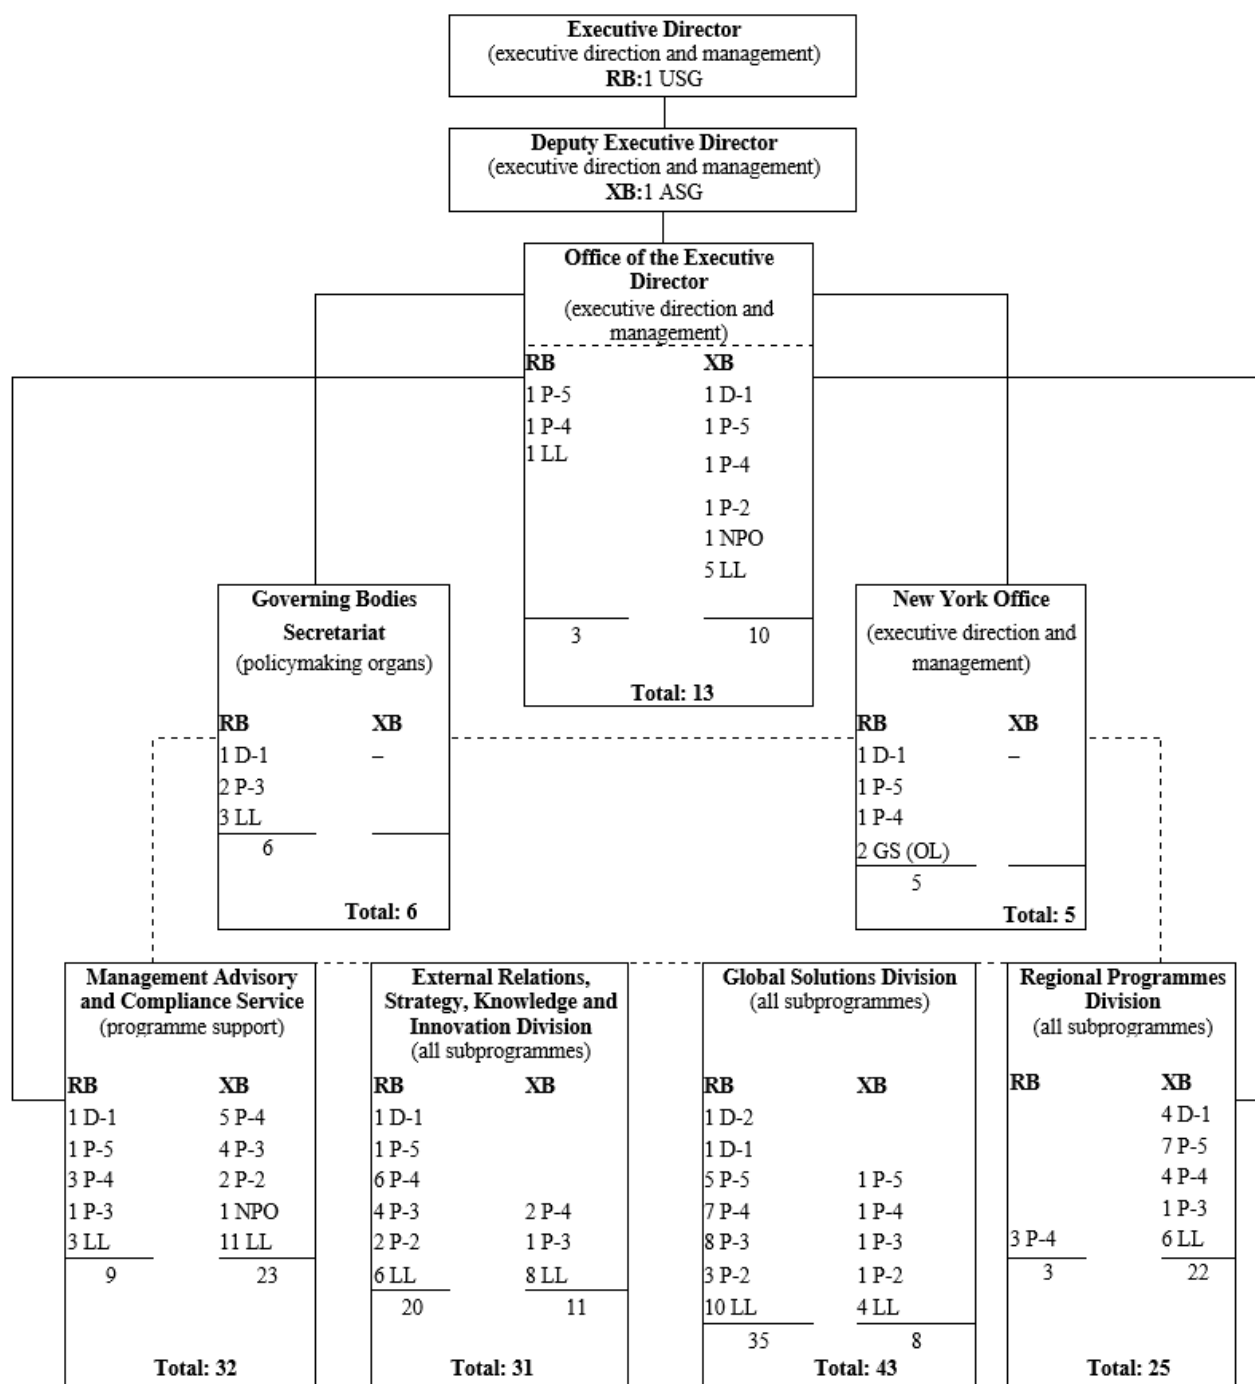 Executive Director
(executive direction and management)
RB:1 USG
Deputy Executive Director
(executive direction and management)
XB:1 ASG
Office of the Executive
Director
(executive direction and
management)
RB XB
1 P-5 1 D-1
1 P-4 1 P-5
1 LL 1 P-4
1 P-2
1 NPO
5 LL
3 10
Total: 13
Governing Bodies
Secretariat
(policymaking organs)
RB XB
1 D-1 –
2 P-3
3 LL
6
Total: 6
New York Office
(executive direction and
management)
RB XB
1 D-1 –
1 P-5
1 P-4
2 GS (OL)
5
Total: 5
Management Advisory
and Compliance Service
(programme support)
RB XB
1 D-1 5 P-4
1 P-5 4 P-3
3 P-4 2 P-2
1 P-3 1 NPO
3 LL 11 LL
9 23
Total: 32
External Relations,
Strategy, Knowledge and
Innovation Division
(all subprogrammes)
RB XB
1 D-1
1 P-5
6 P-4
4 P-3 2 P-4
2 P-2 1 P-3
6 LL 8 LL
20 11
Total: 31
Global Solutions Division
(all subprogrammes)
RB XB
1 D-2
1 D-1
5 P-5 1 P-5
7 P-4 1 P-4
8 P-3 1 P-3
3 P-2 1 P-2
10 LL 4 LL
35 8
Total: 43
Regional Programmes
Division
(all subprogrammes)
RB XB
4 D-1
7 P-5
4 P-4
1 P-3
3 P-4 6 LL
3 22
Total: 25